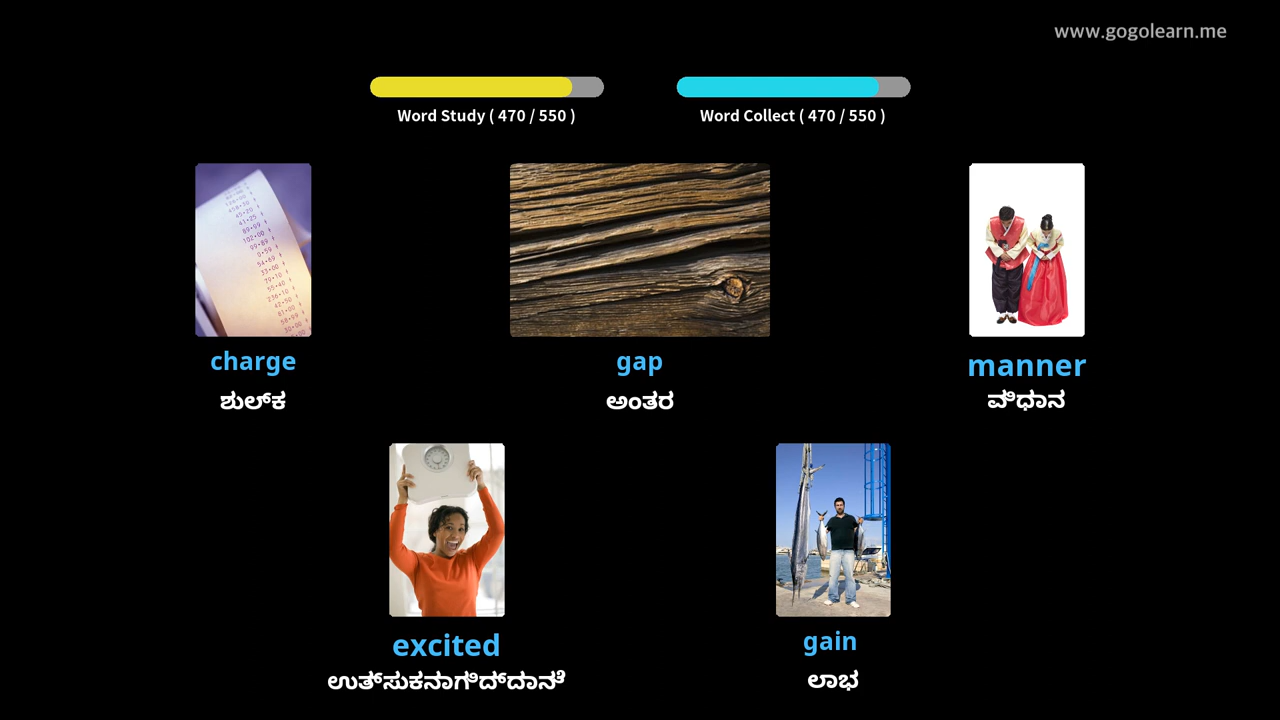 www.gogolearn.me
Word Study ( 470 / 550 )
Word Collect ( 470 / 550 )
charge
gap
manner
ಶುಲ್‌ಕ
ಅಂತರ
ವಿಧಾನ
excited
gain
ಉತ್‌ಸುಕನಾಗಿದ್‌ದಾನೆ
ಲಾಭ